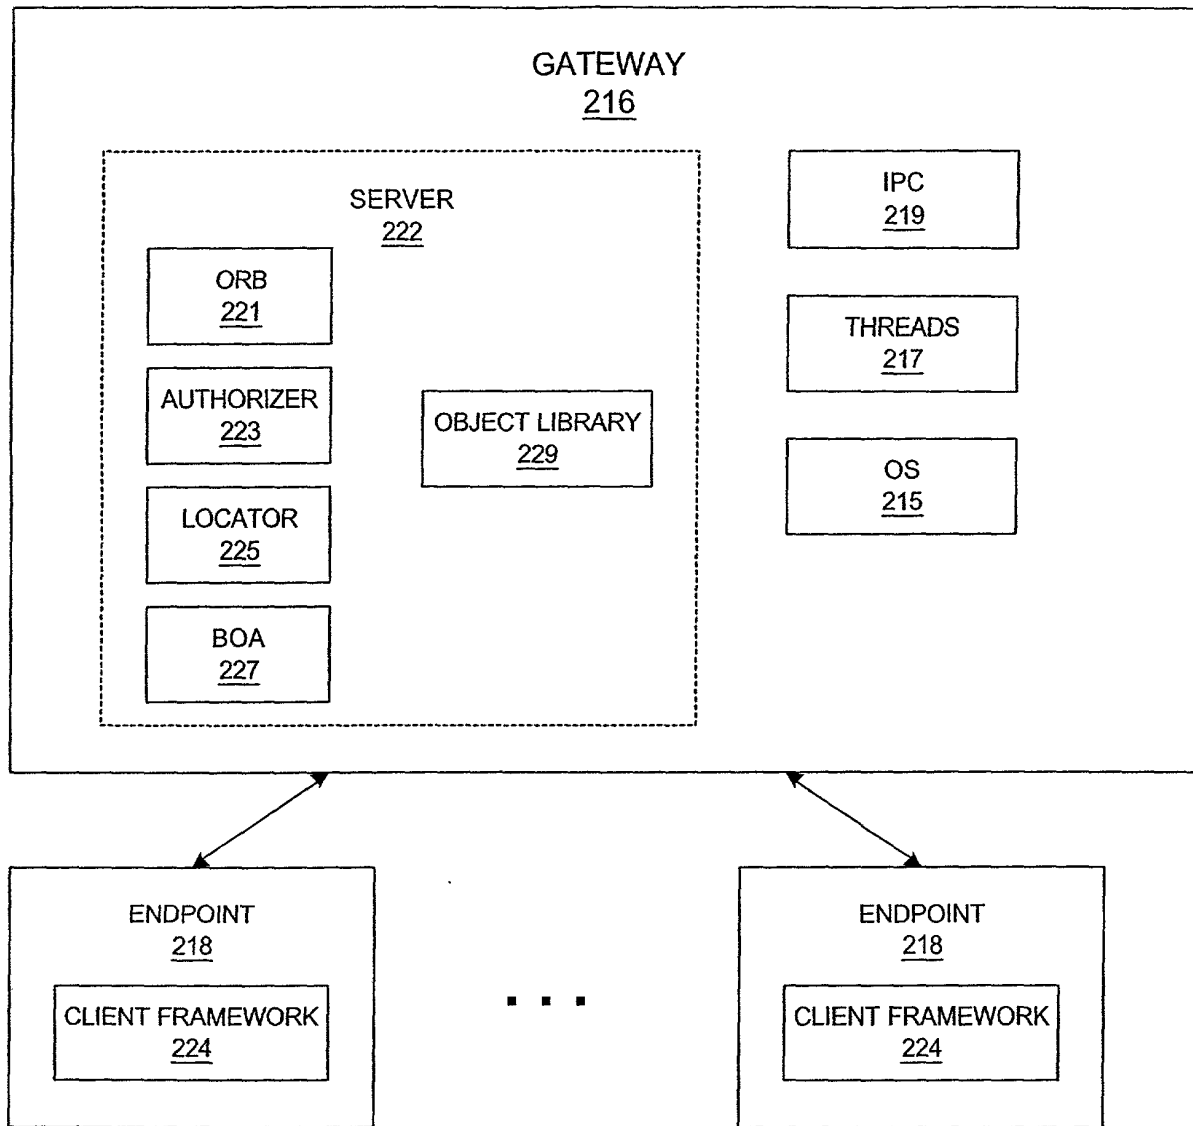 GATEWAY
216
SERVER
222
ORB
221
AUTHORIZER
223
LOCATOR
225
BOA
227
OBJECT LIBRARY
229
IPC
219
THREADS
217
OS
215
ENDPOINT
218
CLIENT FRAMEWORK
224
. . .
ENDPOINT
218
CLIENT FRAMEWORK
224